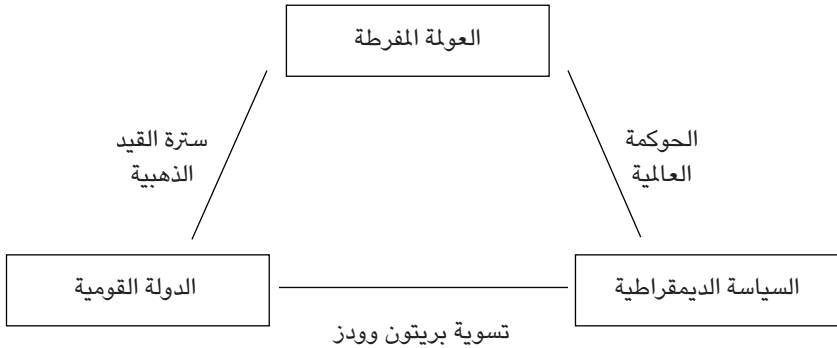 العولمة المفرطة
سترة القيد
الذهبية
الحوكمة
العالمية
الدولة القومية
السياسة الديمقراطية
تسوية بريتون وودز